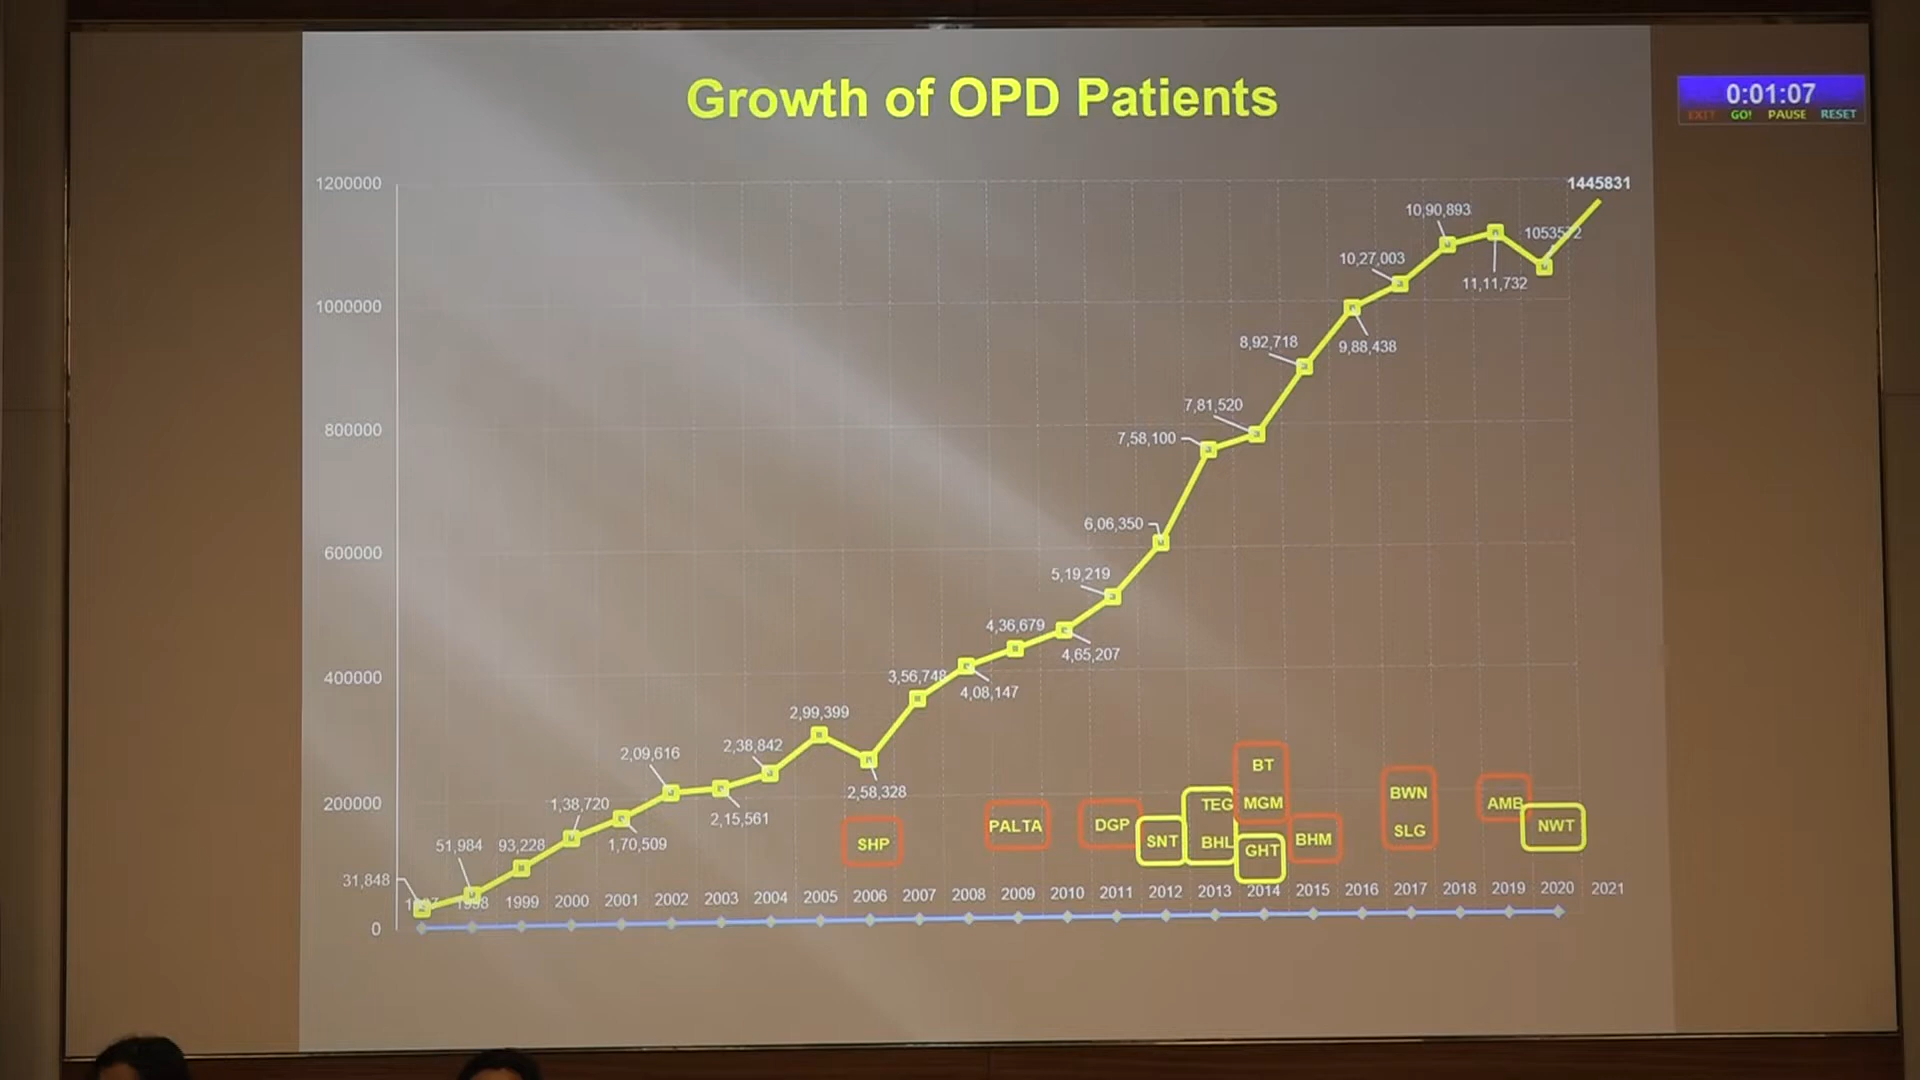 Growth of OPD Patients
0:01:07
EXIT GO! PAUSE RESET
1200000
1000000
800000
600000
400000
200000
0
31,848
51,984
93,228
1,38,720
1,70,509
2,09,616
2,15,561
2,38,842
2,99,399
2,58,328
3,56,748
4,08,147
4,36,679
4,65,207
5,19,219
6,06,350
7,58,100
7,81,520
8,92,718
9,88,438
10,27,003
10,90,893
11,11,732
1053572
1445831
SHP
PALTA
DGP
SNT
TEG
BHL
BT
MGM
GHT
BHM
BWN
SLG
AMB
NWT
1997 1998 1999 2000 2001 2002 2003 2004 2005 2006 2007 2008 2009 2010 2011 2012 2013 2014 2015 2016 2017 2018 2019 2020 2021